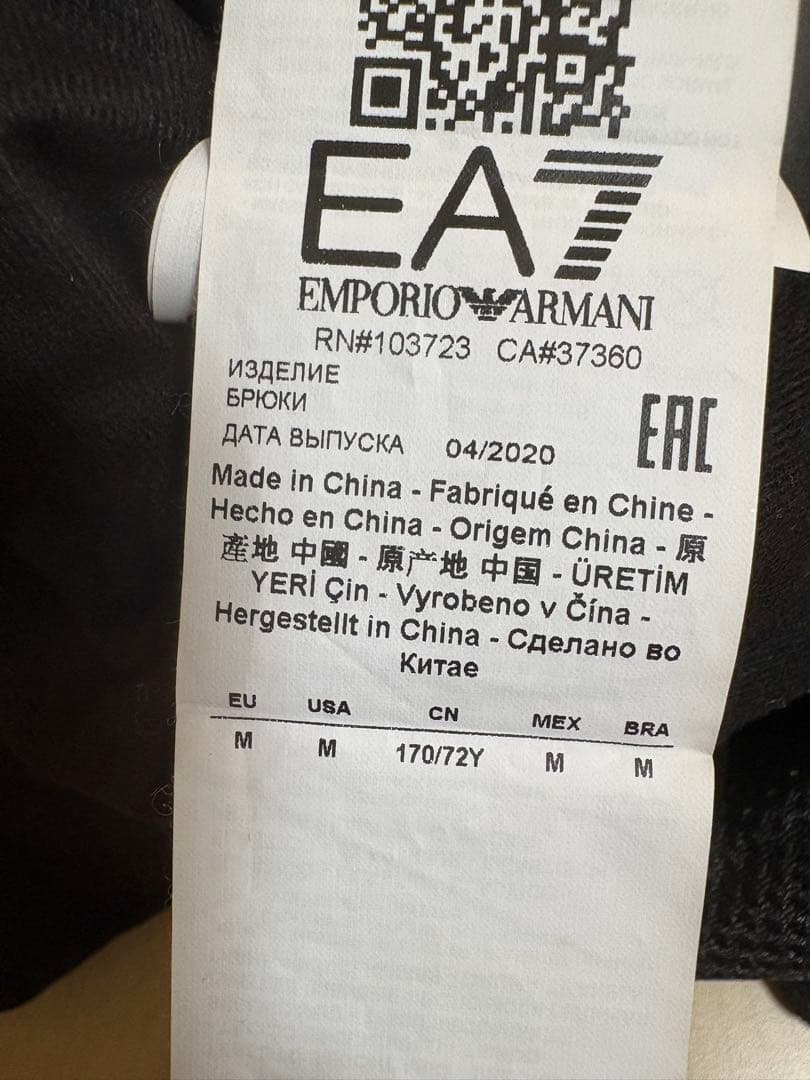 EA7
EMPORIO ARMANI
RN#103723 CA#37360
ИЗДЕЛИЕ
БРЮКИ
ДАТА ВЫПУСКА 04/2020
EAC
Made in China - Fabriqué en Chine -
Hecho en China - Origem China - 原
產地 中國 - 原产地 中国 - ÜRETİM
YERİ Çin - Vyrobeno v Čína -
Hergestellt in China - Сделано во
Китае
EU USA CN MEX BRA
M M 170/72Y M M